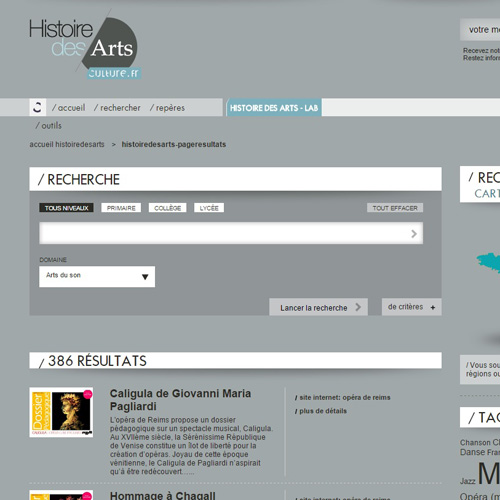 Histoire
des Arts
culture.fr
votre m
Recevez not
Restez infor
/ accueil / rechercher / repères
HISTOIRE DES ARTS - LAB
/ outils
accueil histoiredesarts > histoiredesarts-pageresultats
/ RECHERCHE
TOUS NIVEAUX PRIMAIRE COLLÈGE LYCÉE TOUT EFFACER
DOMAINE
Arts du son
Lancer la recherche
de critères +
/ REC
CART
/ Vous sou
règions ou
/ 386 RÉSULTATS
Dossier
Caligula de Giovanni Maria
Pagliardi
L'opéra de Reims propose un dossier
pédagogique sur un spectacle musical, Caligula.
Au XVIIème siècle, la Sérénissime République
de Venise constitue un îlot de liberté pour la
création d'opéras. Joyau de cette époque
vénitienne, le Caligula de Pagliardi n'aspirait
qu'à être redécouvert......
/ site internet: opéra de reims
/ plus de détails
/ TAG
Chanson C
Danse Fran
Jazz M
Opéra (m
Hommage à Chagall
/ site internet: opéra de reims